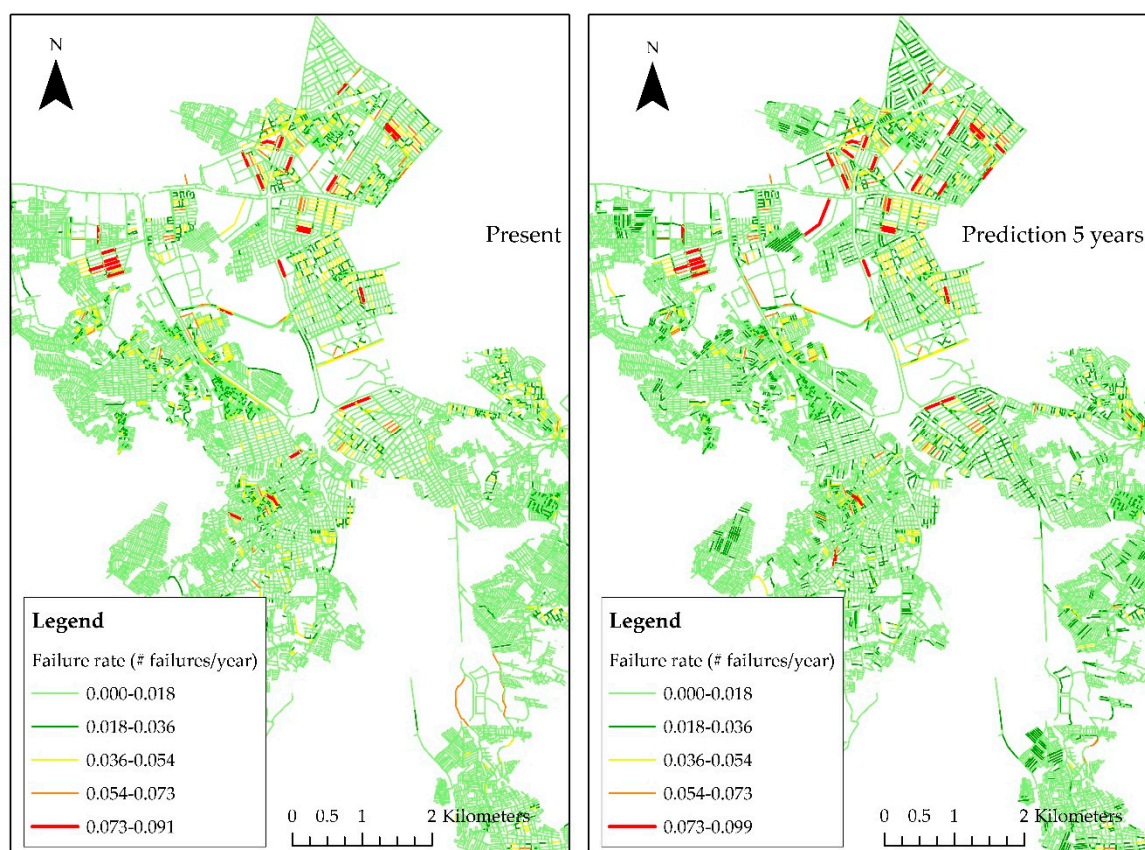 N
Present
Legend
Failure rate (# failures/year)
0.000-0.018
0.018-0.036
0.036-0.054
0.054-0.073
0.073-0.091
0 0.5 1 2 Kilometers
N
Prediction 5 years
Legend
Failure rate (# failures/year)
0.000-0.018
0.018-0.036
0.036-0.054
0.054-0.073
0.073-0.099
0 0.5 1 2 Kilometers